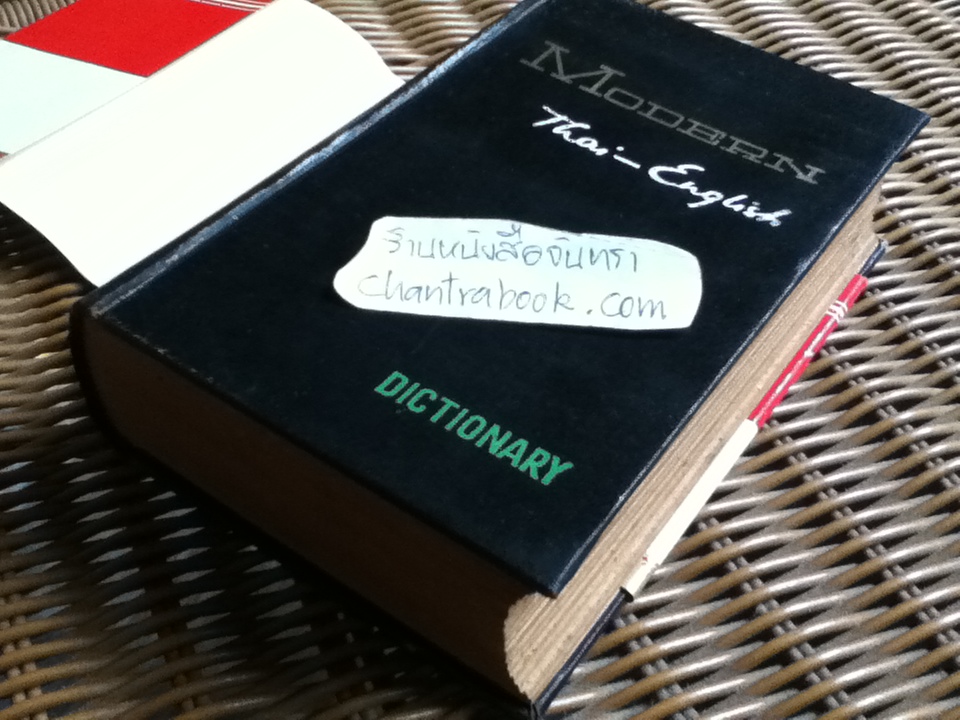 MODERN
Thai-English
ร้านหนังสือจันทรา
chantrabook.com
DICTIONARY